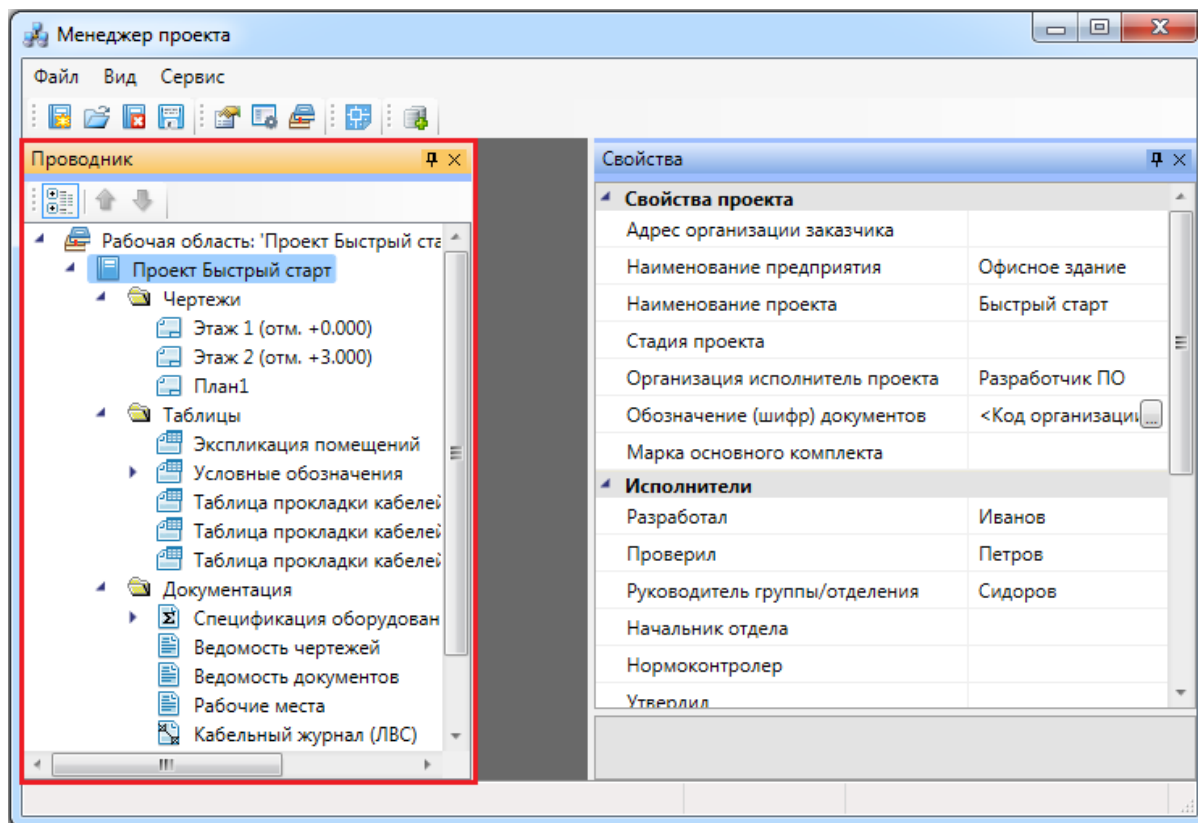 Менеджер проекта
Файл Вид Сервис
Проводник
Рабочая область: 'Проект Быстрый ста
Проект Быстрый старт
Чертежи
Этаж 1 (отм. +0.000)
Этаж 2 (отм. +3.000)
План1
Таблицы
Экспликация помещений
Условные обозначения
Таблица прокладки кабелей
Таблица прокладки кабелей
Таблица прокладки кабелей
Документация
Спецификация оборудован
Ведомость чертежей
Ведомость документов
Рабочие места
Кабельный журнал (ЛВС)
Свойства
Свойства проекта
Адрес организации заказчика
Наименование предприятия Офисное здание
Наименование проекта Быстрый старт
Стадия проекта
Организация исполнитель проекта Разработчик ПО
Обозначение (шифр) документов <Код организации ...
Марка основного комплекта
Исполнители
Разработал Иванов
Проверил Петров
Руководитель группы/отделения Сидоров
Начальник отдела
Нормоконтролер
Утвердил